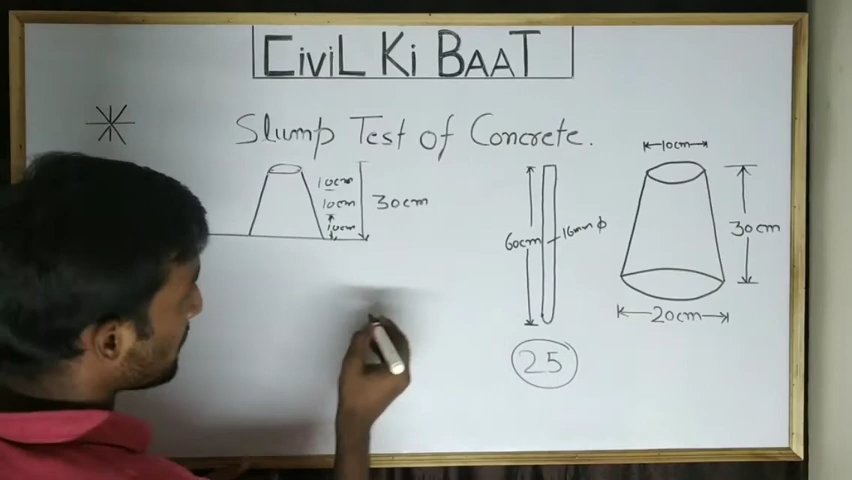 CiviL Ki BAAT
Slump Test of Concrete.
10cm
10cm
10cm
30cm
60cm
16mm ϕ
25
10cm
30cm
20cm